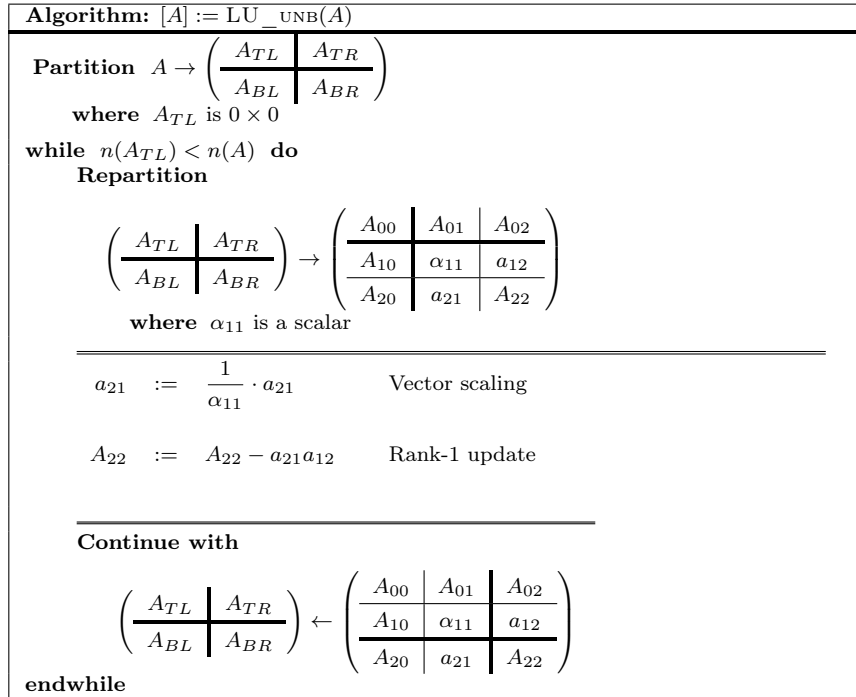 Algorithm: [A] := LU_UNB(A)
Partition A → ( A_TL A_TR
A_BL A_BR )
where A_TL is 0 × 0
while n(A_TL) < n(A) do
Repartition
( A_TL A_TR
A_BL A_BR ) → ( A_00 A_01 A_02
A_10 α_11 a_12
A_20 a_21 A_22 )
where α_11 is a scalar
a_21 := 1/α_11 · a_21 Vector scaling
A_22 := A_22 − a_21a_12 Rank-1 update
Continue with
( A_TL A_TR
A_BL A_BR ) ← ( A_00 A_01 A_02
A_10 α_11 a_12
A_20 a_21 A_22 )
endwhile